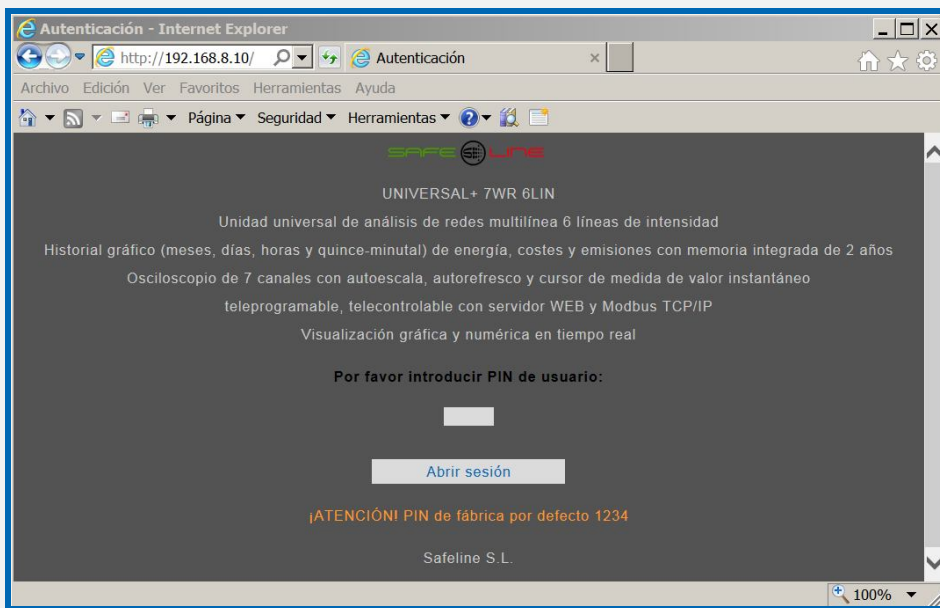 Autenticación - Internet Explorer
http://192.168.8.10/
Autenticación
Archivo Edición Ver Favoritos Herramientas Ayuda
Página Seguridad Herramientas
SAFE LINE
UNIVERSAL+ 7WR 6LIN
Unidad universal de análisis de redes multilínea 6 líneas de intensidad
Historial gráfico (meses, días, horas y quince-minutal) de energía, costes y emisiones con memoria integrada de 2 años
Osciloscopio de 7 canales con autoescala, autorefresco y cursor de medida de valor instantáneo
teleprogramable, telecontrolable con servidor WEB y Modbus TCP/IP
Visualización gráfica y numérica en tiempo real
Por favor introducir PIN de usuario:
Abrir sesión
¡ATENCIÓN! PIN de fábrica por defecto 1234
Safeline S.L.
100%